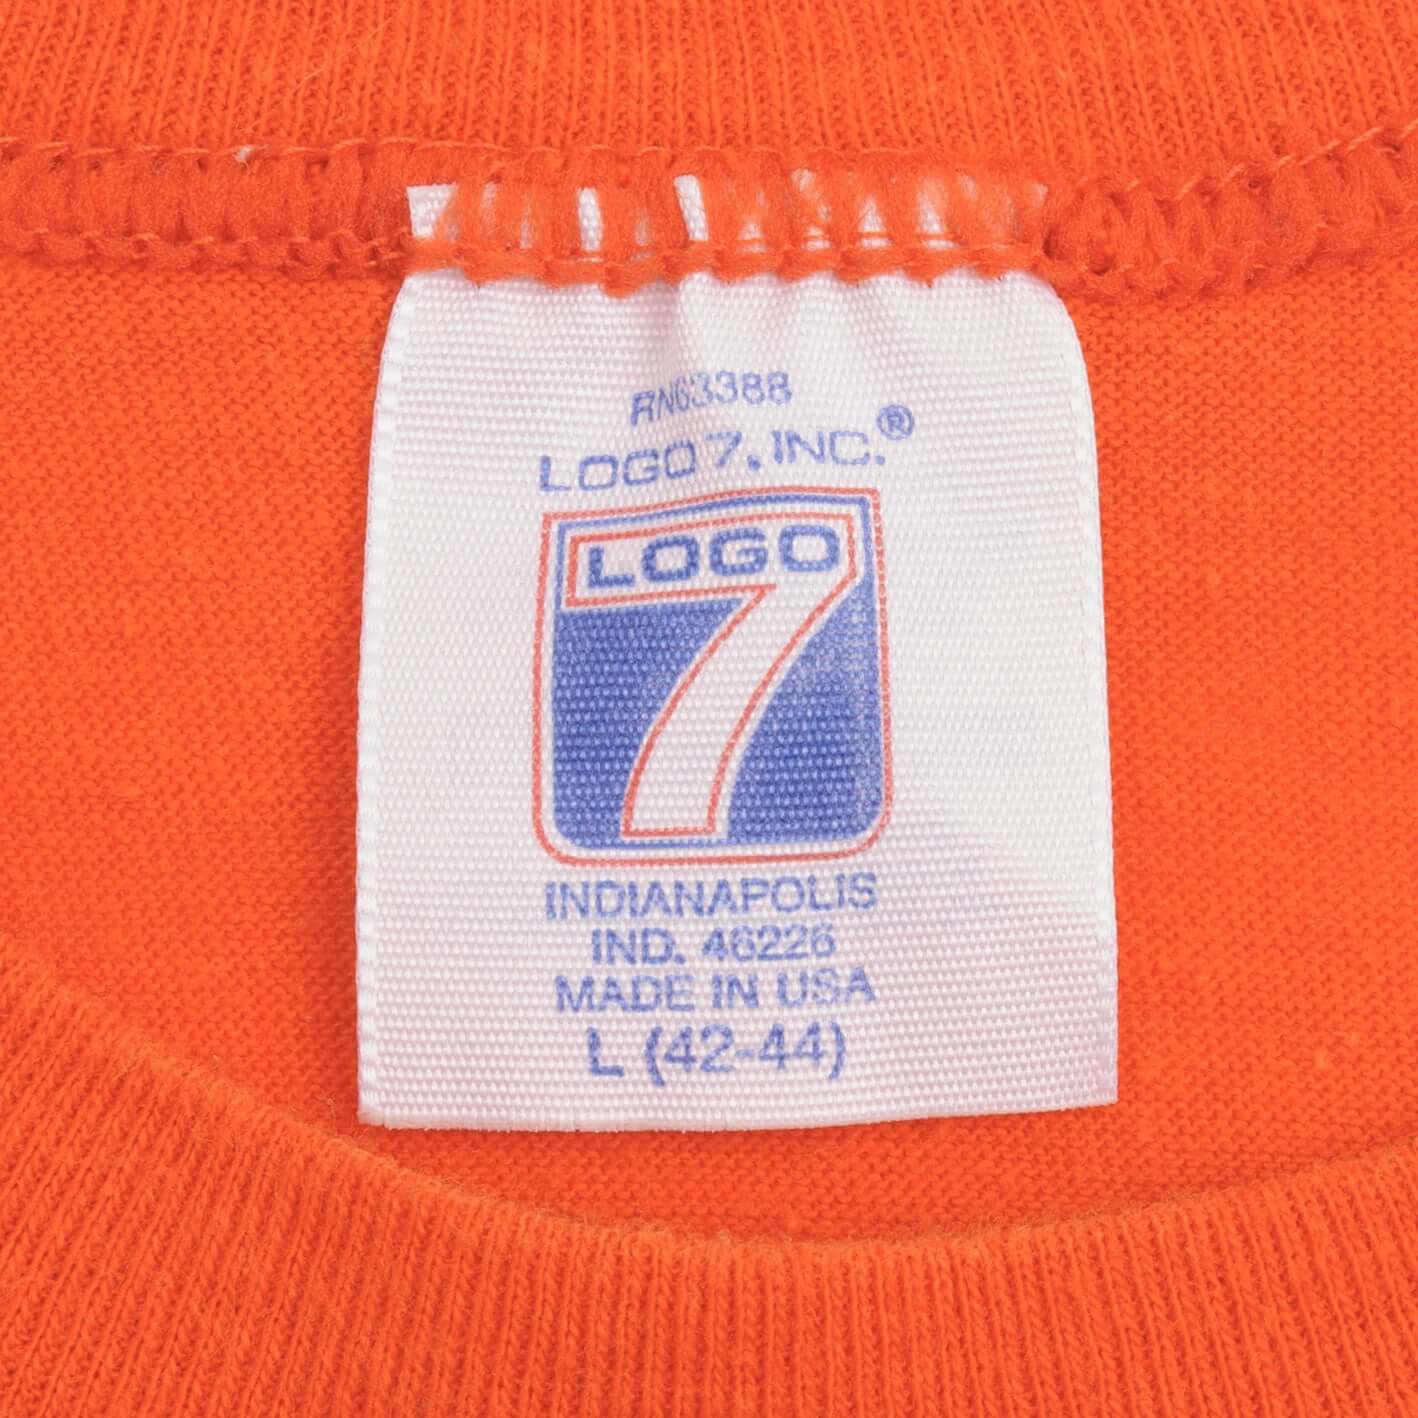 RN63388
LOGO 7, INC.®
LOGO
7
INDIANAPOLIS
IND. 46226
MADE IN USA
L (42-44)